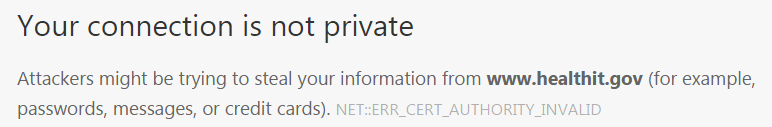 Your connection is not private
Attackers might be trying to steal your information from www.healthit.gov (for example,
passwords, messages, or credit cards). NET::ERR_CERT_AUTHORITY_INVALID